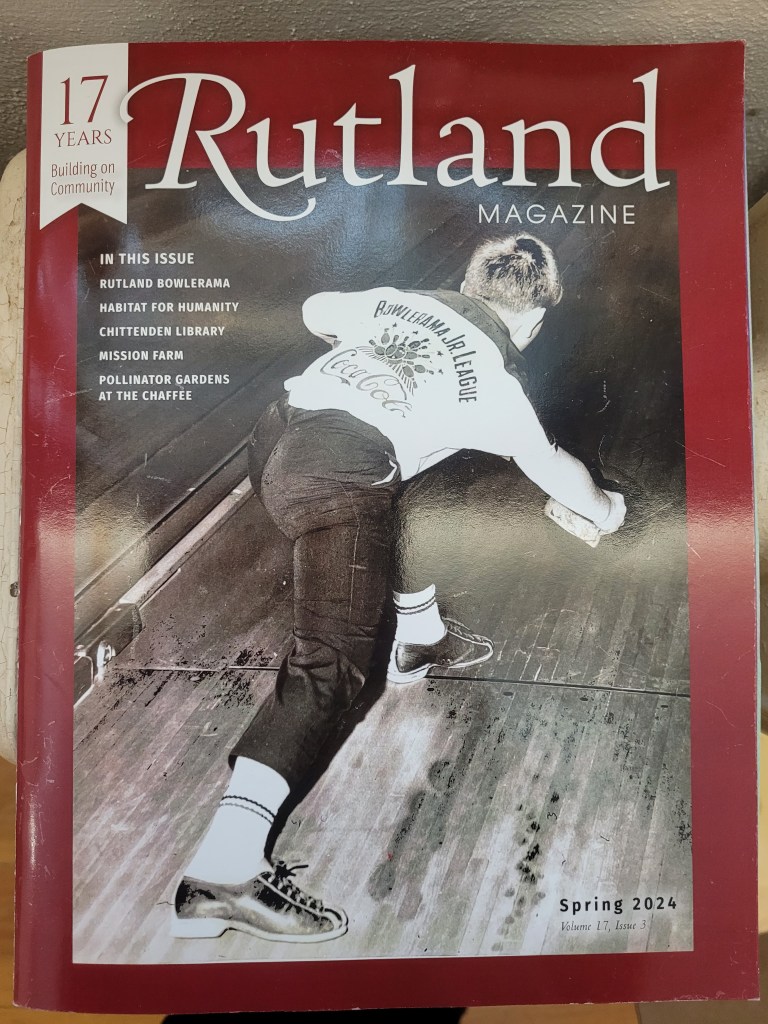 17
YEARS
Building on
Community
Rutland
MAGAZINE
IN THIS ISSUE
RUTLAND BOWLERAMA
HABITAT FOR HUMANITY
CHITTENDEN LIBRARY
MISSION FARM
POLLINATOR GARDENS
AT THE CHAFFEE
BOWLERAMA JR. LEAGUE
Coca-Cola
Spring 2024
Volume 17, Issue 3